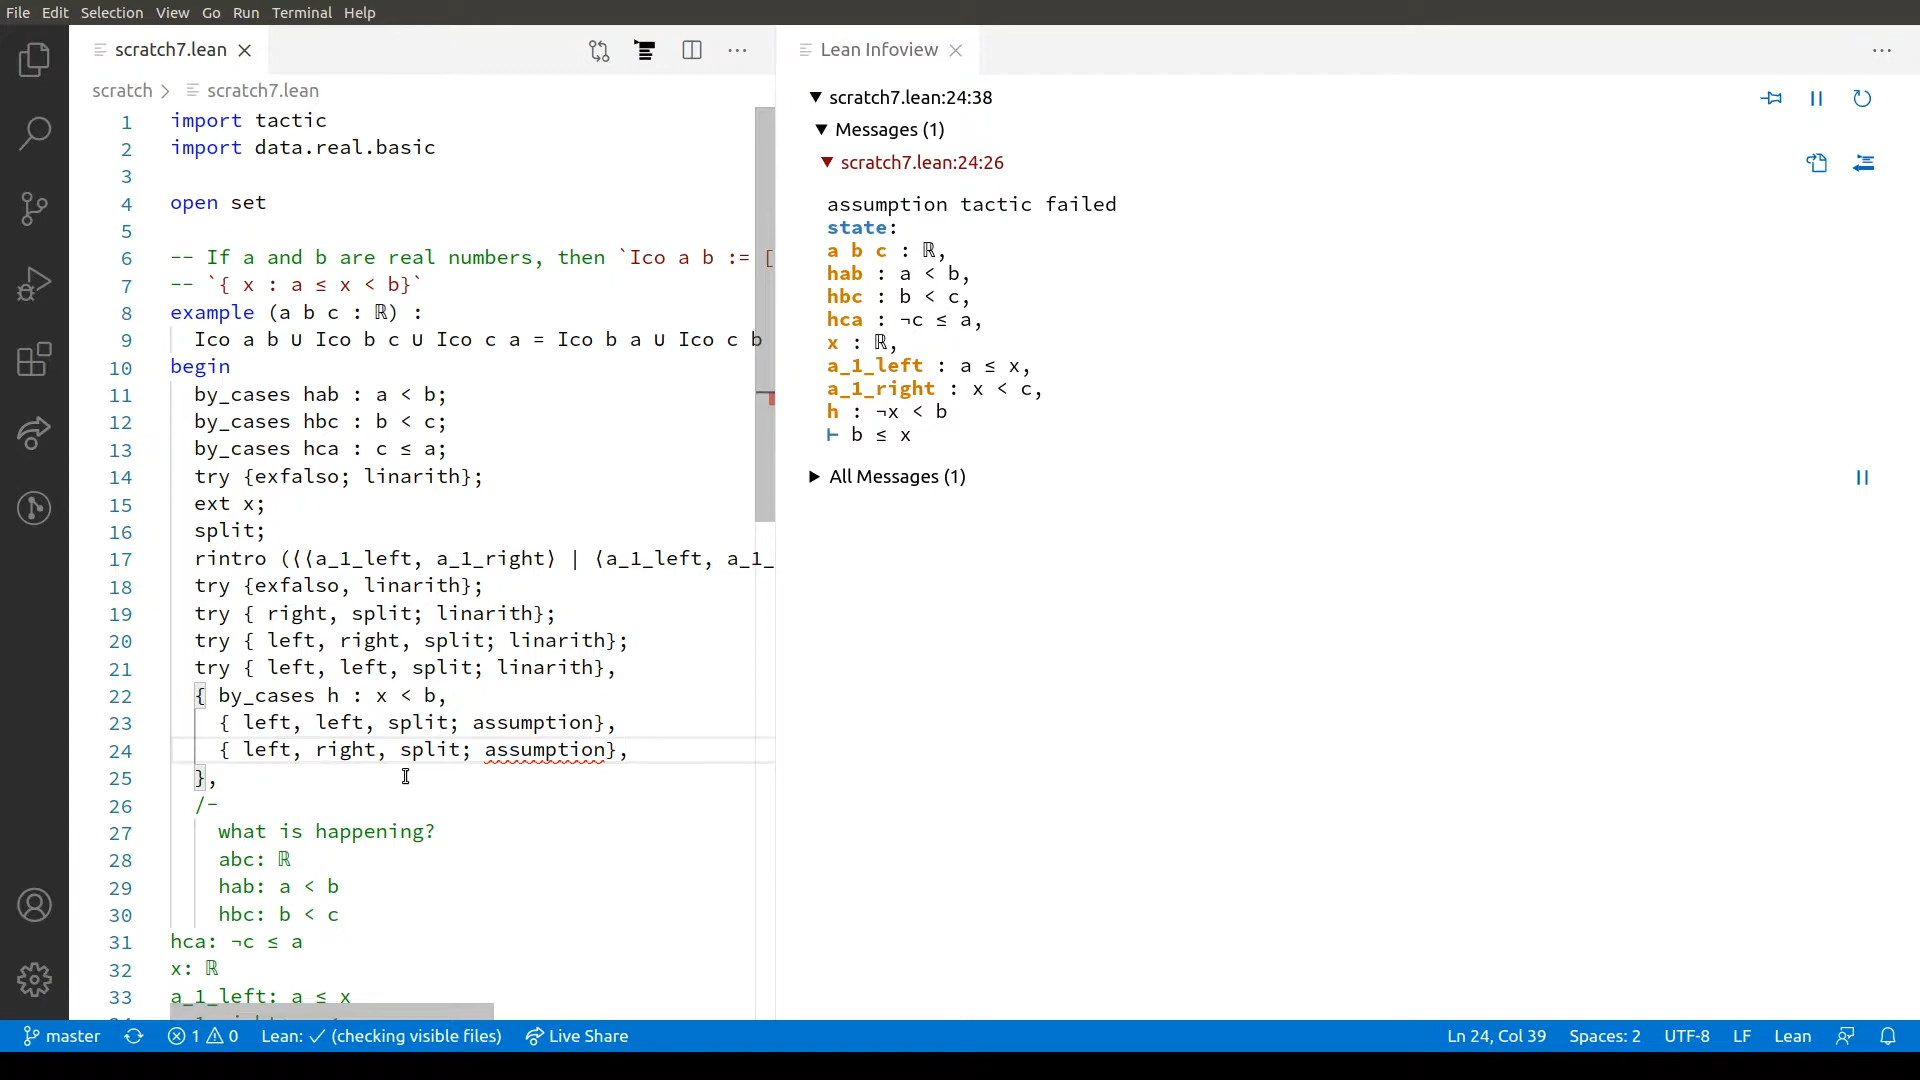 File Edit Selection View Go Run Terminal Help
scratch7.lean
scratch > scratch7.lean
1 import tactic
2 import data.real.basic
3
4 open set
5
6 -- If a and b are real numbers, then `Ico a b := [
7 -- `{ x : a ≤ x < b}`
8 example (a b c : ℝ) :
9 Ico a b ∪ Ico b c ∪ Ico c a = Ico b a ∪ Ico c b
10 begin
11 by_cases hab : a < b;
12 by_cases hbc : b < c;
13 by_cases hca : c ≤ a;
14 try {exfalso; linarith};
15 ext x;
16 split;
17 rintro (⟨⟨a_1_left, a_1_right⟩ | ⟨a_1_left, a_1_
18 try {exfalso, linarith};
19 try { right, split; linarith};
20 try { left, right, split; linarith};
21 try { left, left, split; linarith},
22 { by_cases h : x < b,
23 { left, left, split; assumption},
24 { left, right, split; assumption},
25 },
26 /-
27 what is happening?
28 abc: ℝ
29 hab: a < b
30 hbc: b < c
31 hca: ¬c ≤ a
32 x: ℝ
33 a_1_left: a ≤ x
Lean Infoview
scratch7.lean:24:38
Messages (1)
scratch7.lean:24:26
assumption tactic failed
state:
a b c : ℝ,
hab : a < b,
hbc : b < c,
hca : ¬c ≤ a,
x : ℝ,
a_1_left : a ≤ x,
a_1_right : x < c,
h : ¬x < b
⊢ b ≤ x
All Messages (1)
master 1 0 Lean: ✓ (checking visible files) Live Share Ln 24, Col 39 Spaces: 2 UTF-8 LF Lean